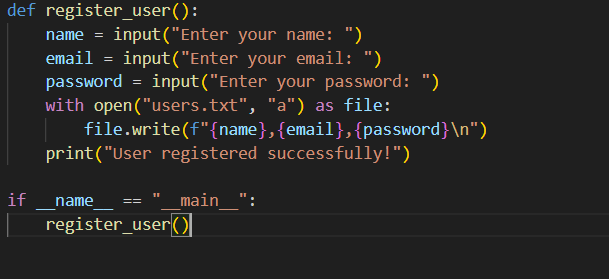 def register_user():
    name = input("Enter your name: ")
    email = input("Enter your email: ")
    password = input("Enter your password: ")
    with open("users.txt", "a") as file:
        file.write(f"{name},{email},{password}\n")
    print("User registered successfully!")

if __name__ == "__main__":
    register_user()